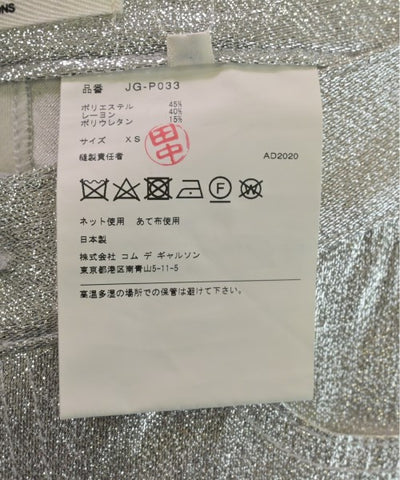 ONS
品番 JG-P033
ポリエステル 45%
レーヨン 40%
ポリウレタン 15%
サイズ XS
縫製責任者 田中 AD2020
ネット使用 あて布使用
日本製
株式会社 コム デ ギャルソン
東京都港区南青山5-11-5
高温多湿の場所での保管は避けて下さい。